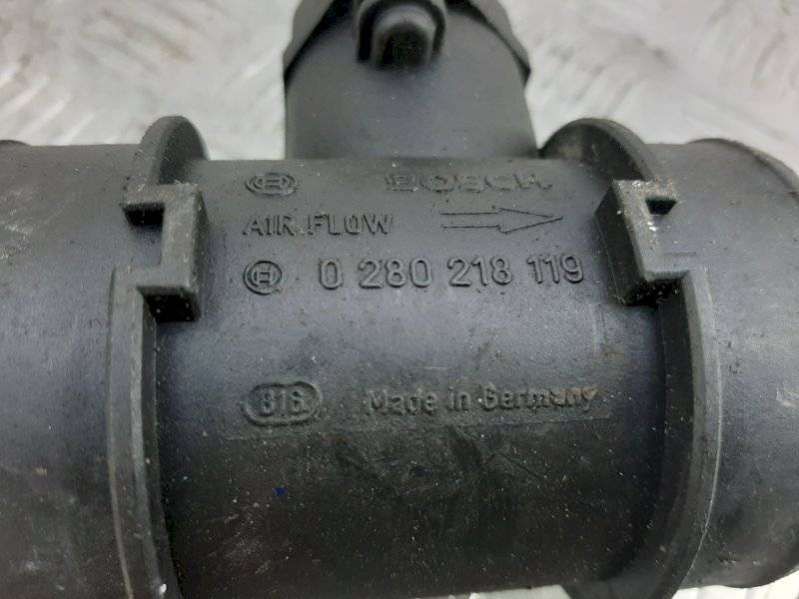 BOSCH
AIR FLOW
0 280 218 119
816
Made in Germany